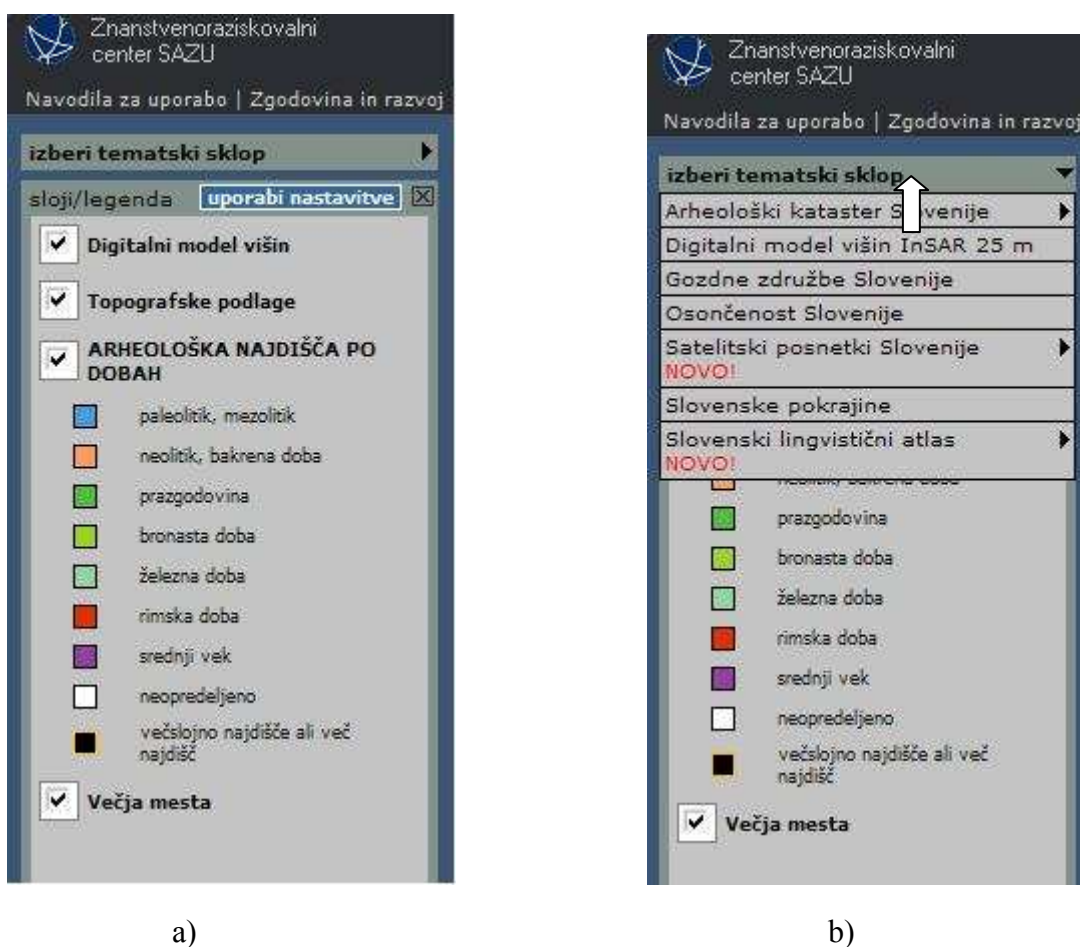 Znanstvenoraziskovalni
center SAZU
Navodila za uporabo | Zgodovina in razvoj
izberi tematski sklop
sloji/legenda uporabi nastavitve
Digitalni model višin
Topografske podlage
ARHEOLOŠKA NAJDIŠČA PO
DOBAH
paleolitik, mezolitik
neolitik, bakrena doba
prazgodovina
bronasta doba
železna doba
rimska doba
srednji vek
neopredeljeno
večslojno najdišče ali več
najdišč
Večja mesta
a)
Znanstvenoraziskovalni
center SAZU
Navodila za uporabo | Zgodovina in razvoj
izberi tematski sklop
Arheološki kataster Slovenije
Digitalni model višin InSAR 25 m
Gozdne združbe Slovenije
Osončenost Slovenije
Satelitski posnetki Slovenije
NOVO!
Slovenske pokrajine
Slovenski lingvistični atlas
NOVO!
neolitik, bakrena doba
prazgodovina
bronasta doba
železna doba
rimska doba
srednji vek
neopredeljeno
večslojno najdišče ali več
najdišč
Večja mesta
b)